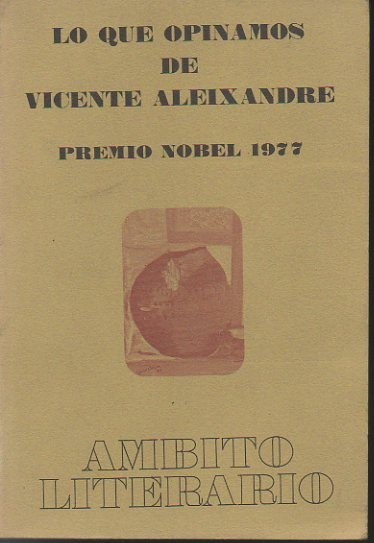 LO QUE OPINAMOS
DE
VICENTE ALEIXANDRE
PREMIO NOBEL 1977
AMBITO
LITERARIO